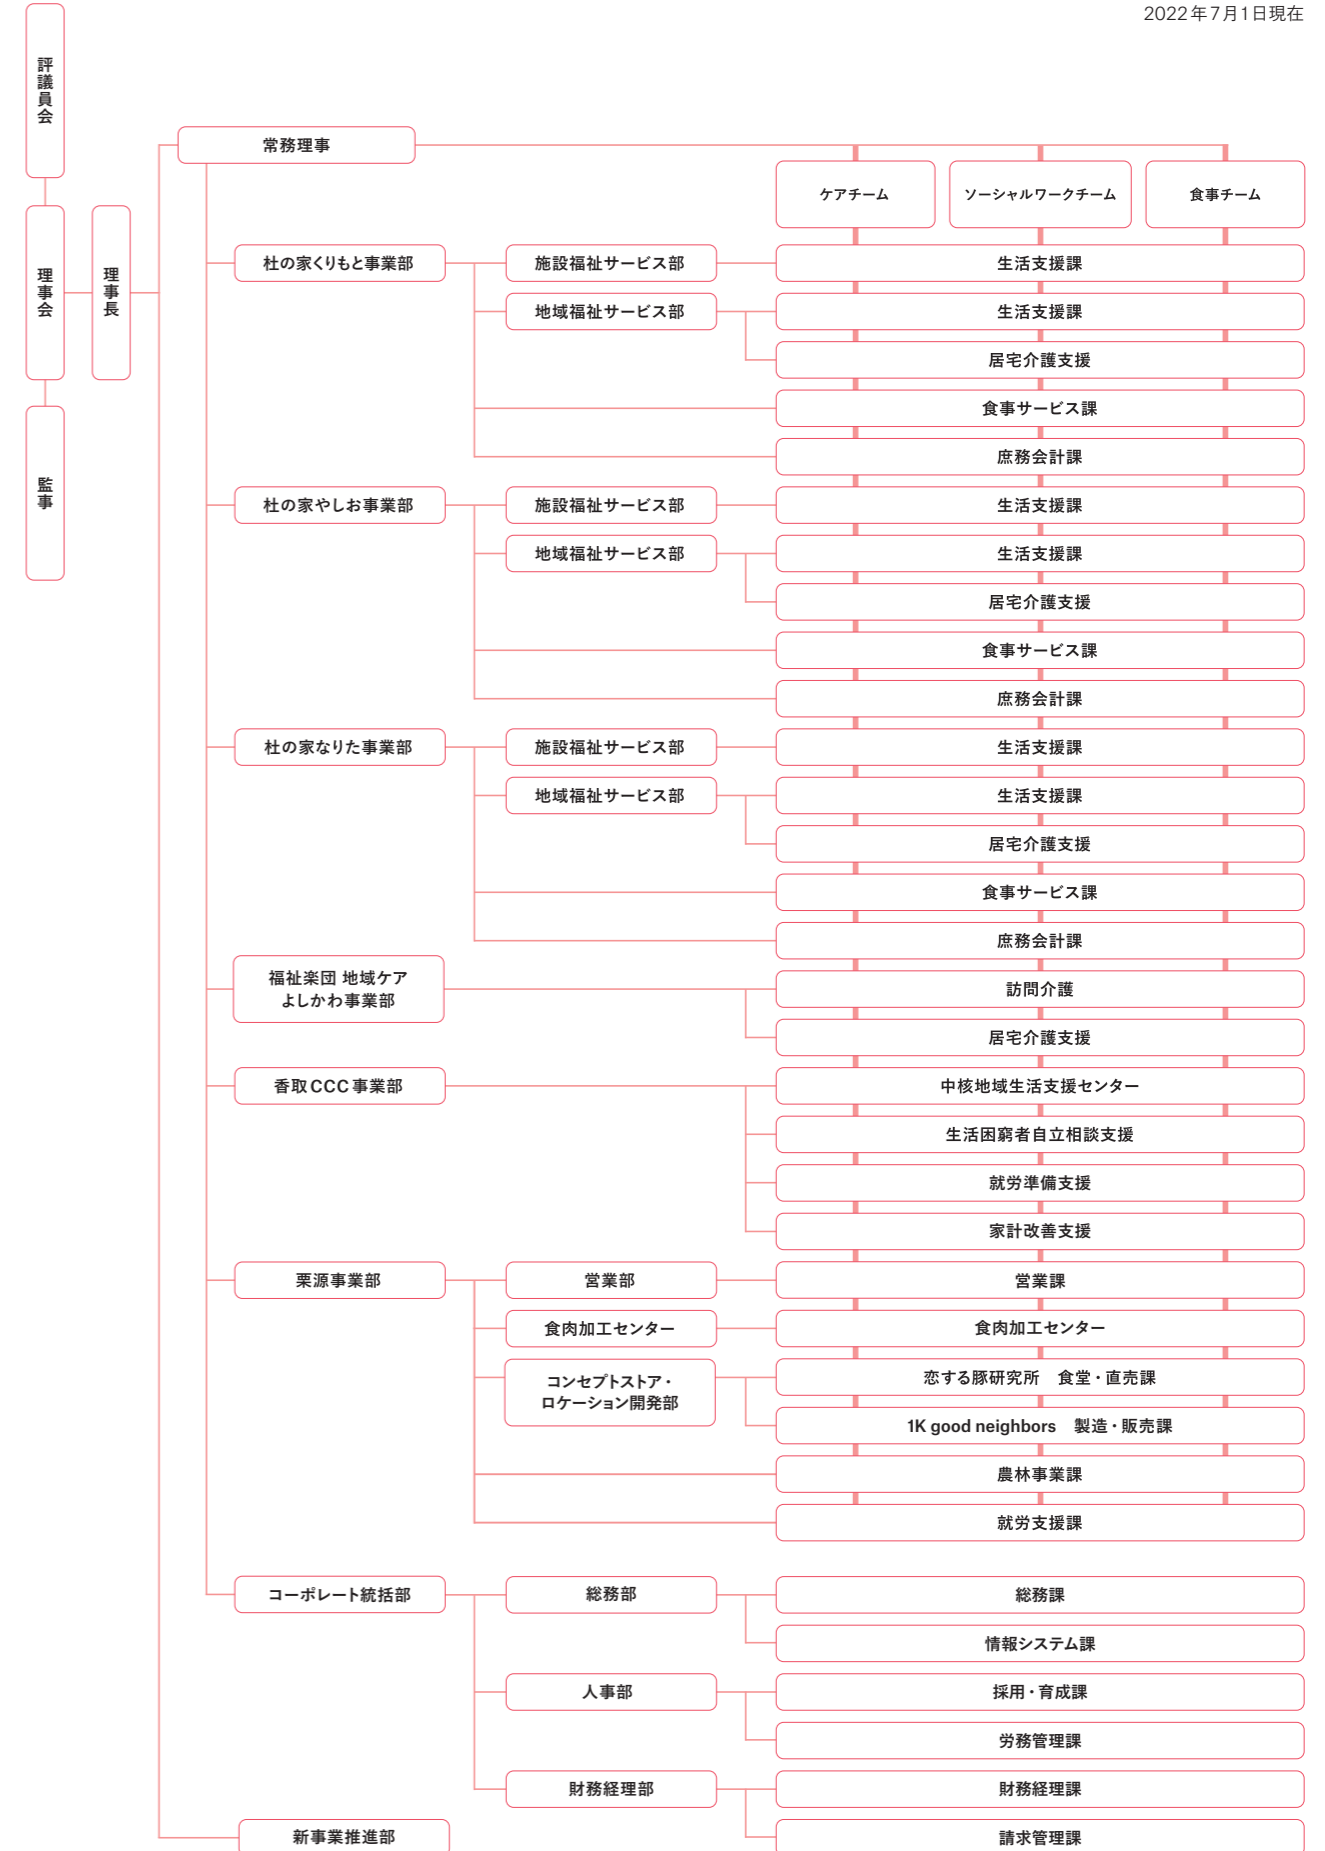 2022年7月1日現在
評議員会
理事会
理事長
監事
常務理事
ケアチーム
ソーシャルワークチーム
食事チーム
杜の家くりもと事業部
施設福祉サービス部
生活支援課
地域福祉サービス部
生活支援課
居宅介護支援
食事サービス課
庶務会計課
杜の家やしお事業部
施設福祉サービス部
生活支援課
地域福祉サービス部
生活支援課
居宅介護支援
食事サービス課
庶務会計課
杜の家なりた事業部
施設福祉サービス部
生活支援課
地域福祉サービス部
生活支援課
居宅介護支援
食事サービス課
庶務会計課
福祉楽団 地域ケア
よしかわ事業部
訪問介護
居宅介護支援
香取CCC事業部
中核地域生活支援センター
生活困窮者自立相談支援
就労準備支援
家計改善支援
栗源事業部
営業部
営業課
食肉加工センター
食肉加工センター
コンセプトストア・
ロケーション開発部
恋する豚研究所　食堂・直売課
1K good neighbors　製造・販売課
農林事業課
就労支援課
コーポレート統括部
総務部
総務課
情報システム課
人事部
採用・育成課
労務管理課
財務経理部
財務経理課
請求管理課
新事業推進部